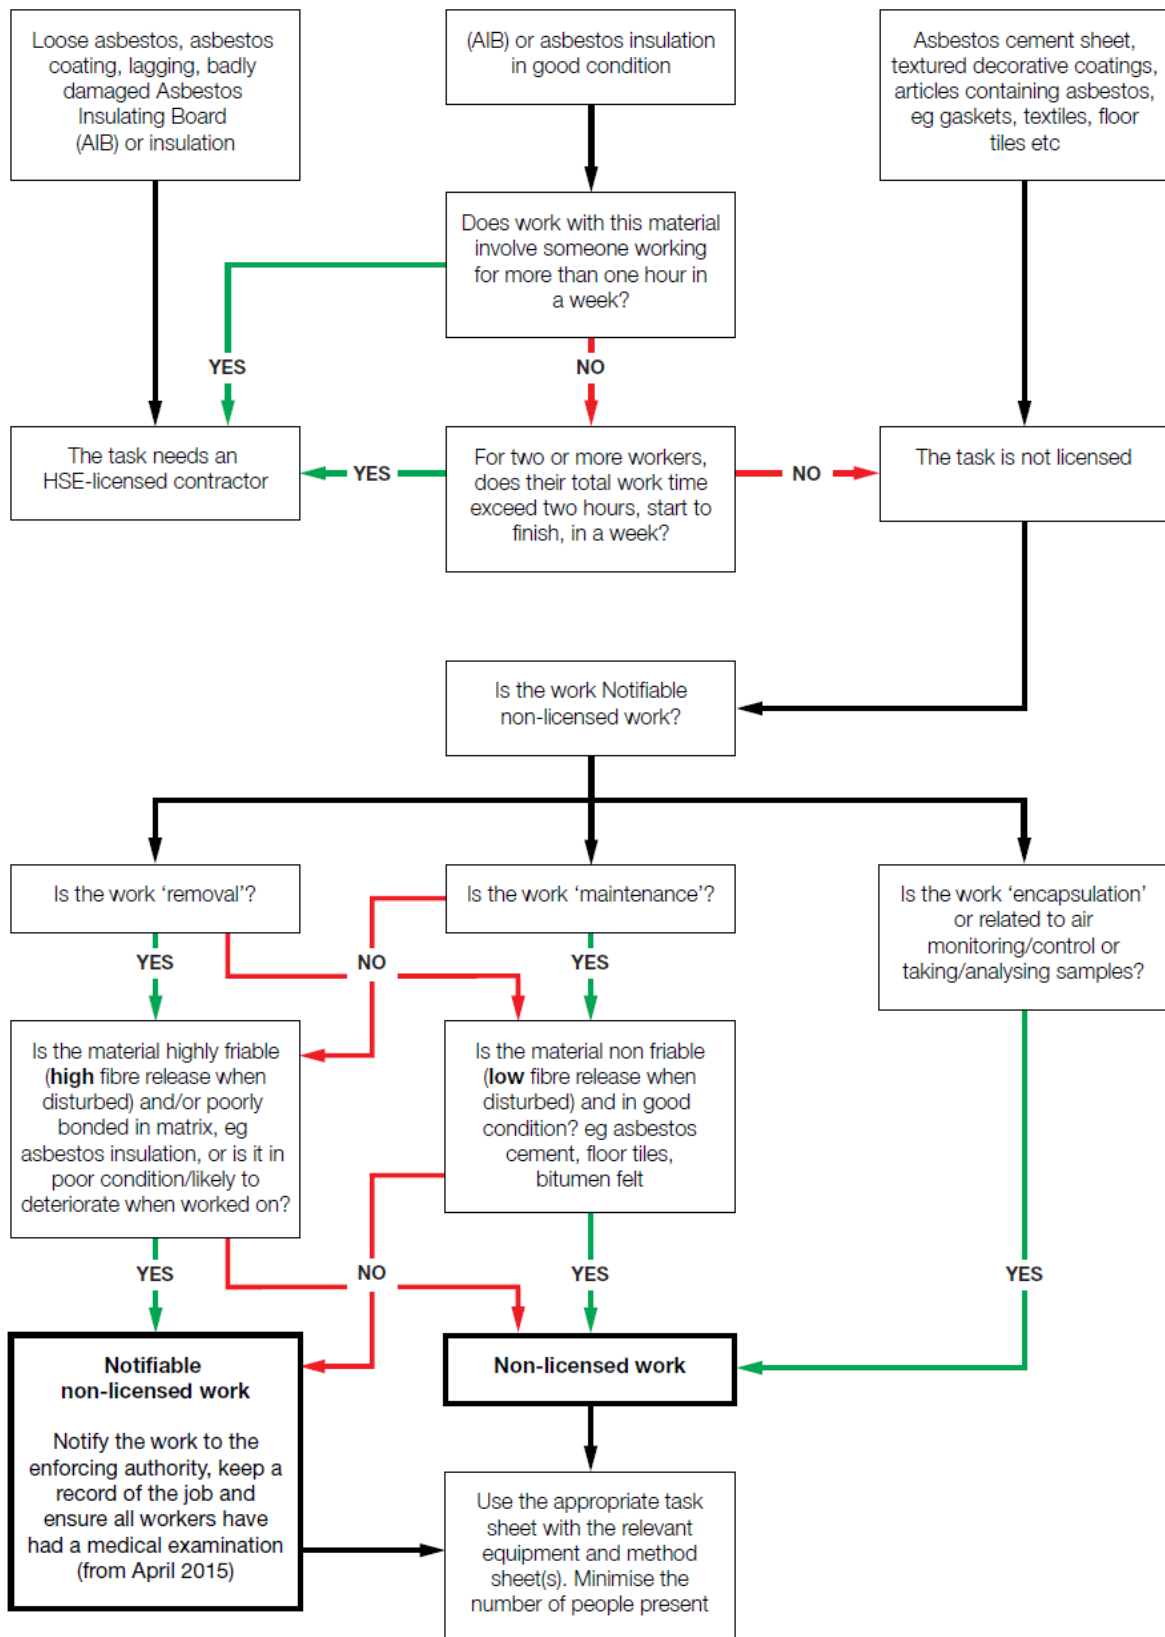 Loose asbestos, asbestos
coating, lagging, badly
damaged Asbestos
Insulating Board
(AIB) or insulation
(AIB) or asbestos insulation
in good condition
Asbestos cement sheet,
textured decorative coatings,
articles containing asbestos,
eg gaskets, textiles, floor
tiles etc
Does work with this material
involve someone working
for more than one hour in
a week?
YES
NO
The task needs an
HSE-licensed contractor
YES
For two or more workers,
does their total work time
exceed two hours, start to
finish, in a week?
NO
The task is not licensed
Is the work Notifiable
non-licensed work?
Is the work ‘removal’?
Is the work ‘maintenance’?
Is the work ‘encapsulation’
or related to air
monitoring/control or
taking/analysing samples?
YES
NO
YES
Is the material highly friable
(high fibre release when
disturbed) and/or poorly
bonded in matrix, eg
asbestos insulation, or is it in
poor condition/likely to
deteriorate when worked on?
Is the material non friable
(low fibre release when
disturbed) and in good
condition? eg asbestos
cement, floor tiles,
bitumen felt
YES
NO
YES
YES
Notifiable
non-licensed work
Notify the work to the
enforcing authority, keep a
record of the job and
ensure all workers have
had a medical examination
(from April 2015)
Non-licensed work
Use the appropriate task
sheet with the relevant
equipment and method
sheet(s). Minimise the
number of people present